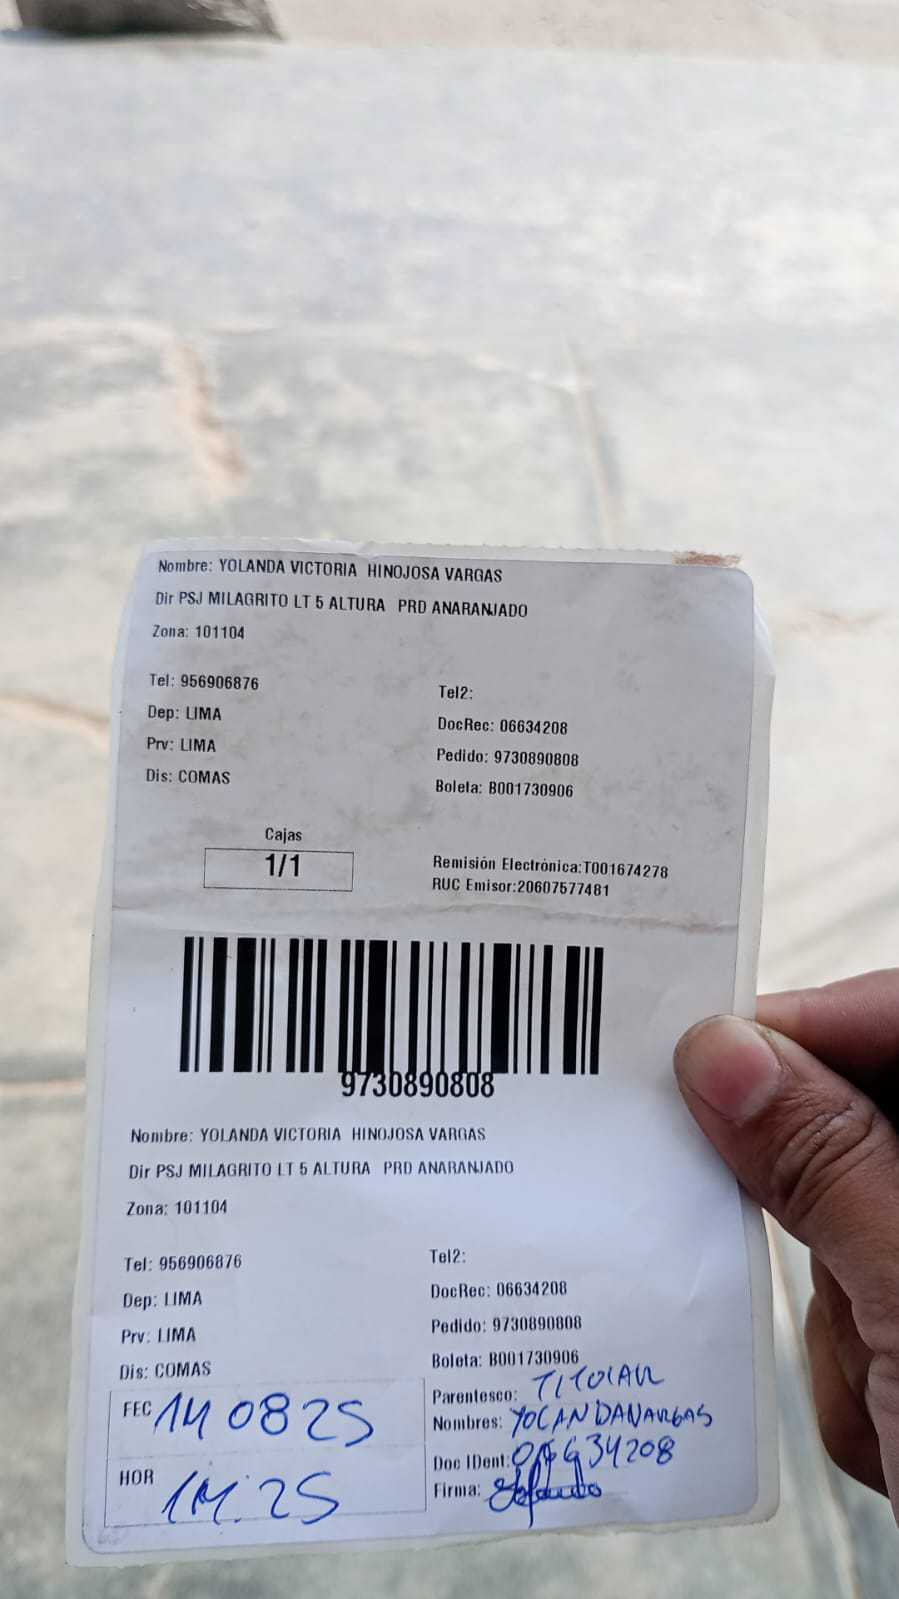 Nombre: YOLANDA VICTORIA HINOJOSA VARGAS
Dir PSJ MILAGRITO LT 5 ALTURA PRD ANARANJADO
Zona: 101104
Tel: 956906876
Tel2:
Dep: LIMA
DocRec: 06634208
Prv: LIMA
Pedido: 9730890808
Dis: COMAS
Boleta: B001730906
Cajas
1/1
Remisión Electrónica:T001674278
RUC Emisor:20607577481
9730890808
Nombre: YOLANDA VICTORIA HINOJOSA VARGAS
Dir PSJ MILAGRITO LT 5 ALTURA PRD ANARANJADO
Zona: 101104
Tel: 956906876
Tel2:
Dep: LIMA
DocRec: 06634208
Prv: LIMA
Pedido: 9730890808
Dis: COMAS
Boleta: B001730906
FEC 14 08 25
Parentesco: TITOLAR
Nombres: YOLANDA VARGAS
Doc IDent: 06634208
HOR 14:25
Firma: